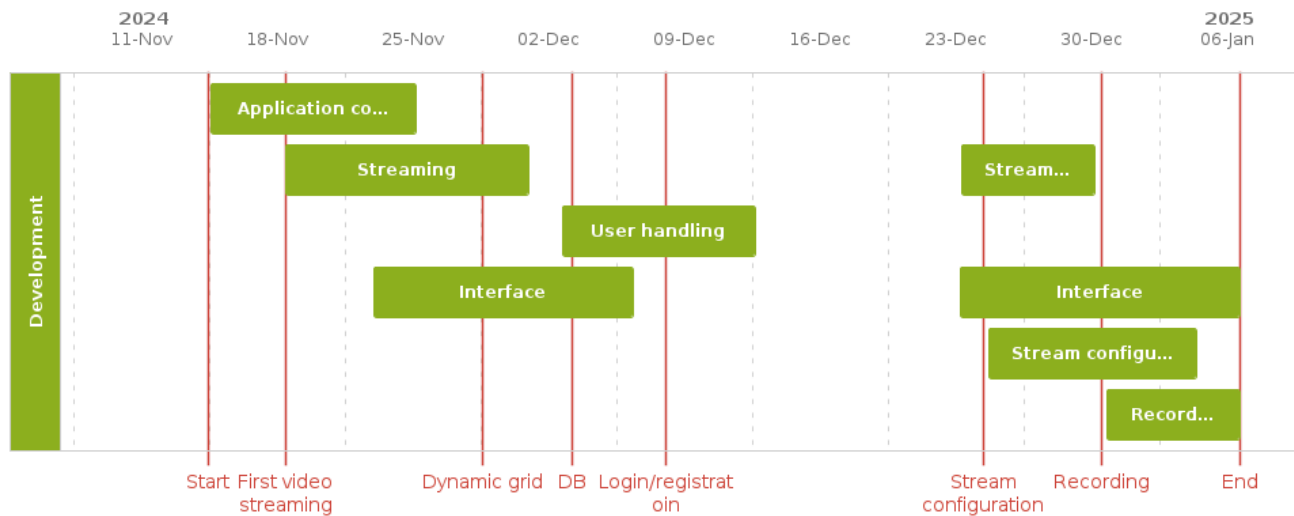 2024
2025
11-Nov
18-Nov
25-Nov
02-Dec
09-Dec
16-Dec
23-Dec
30-Dec
06-Jan
Development
Application co...
Streaming
Stream...
User handling
Interface
Interface
Stream configu...
Record...
Start
First video
streaming
Dynamic grid
DB
Login/registrat
oin
Stream
configuration
Recording
End